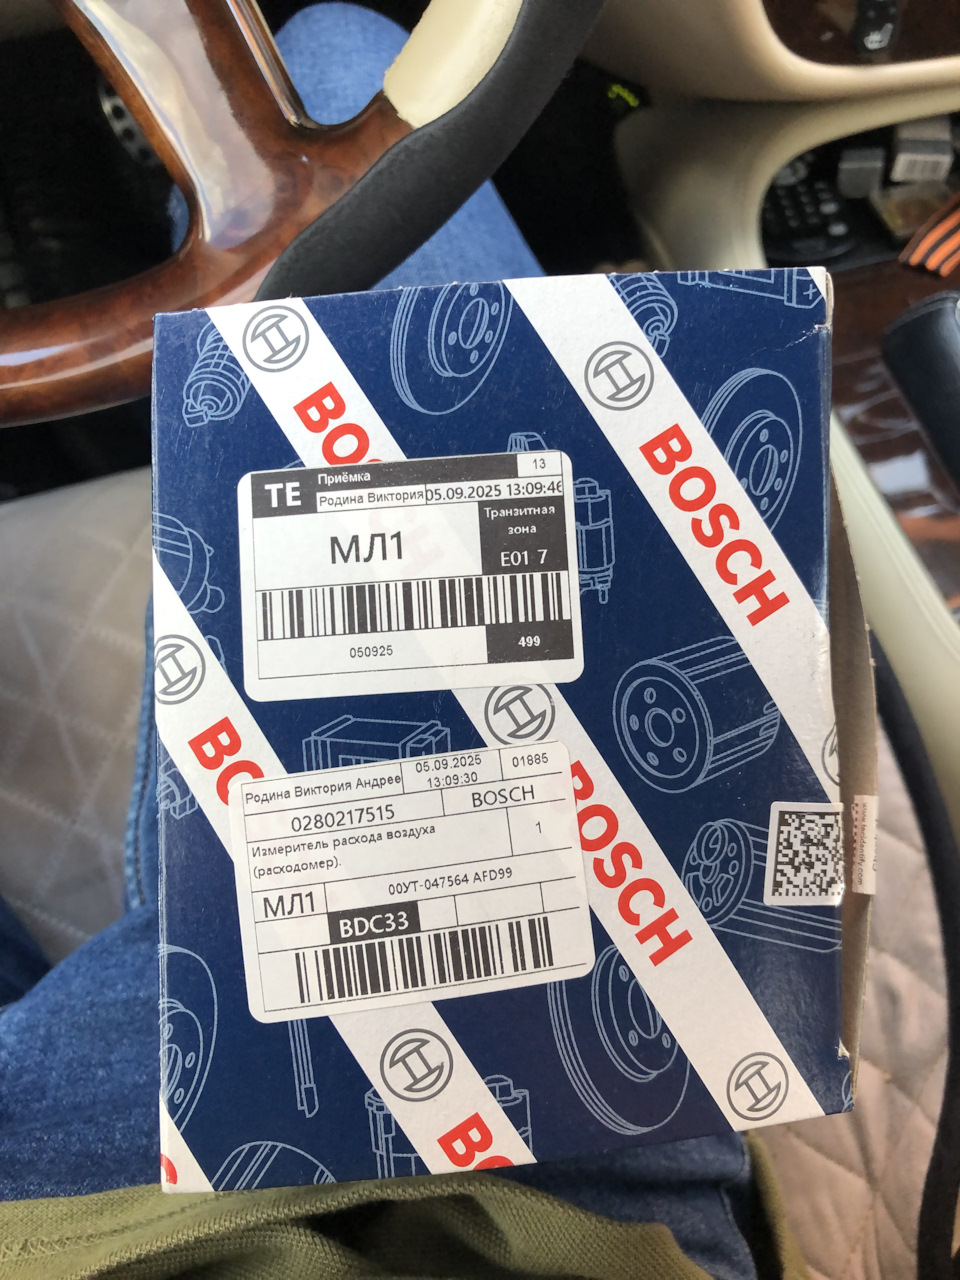 BOSCH
BOSCH
TE
Приёмка
13
Родина Виктория
05.09.2025 13:09:46
МЛ1
Транзитная
зона
E01 7
050925
499
BOSCH
Родина Виктория Андрее
05.09.2025
13:09:30
01885
0280217515
BOSCH
Измеритель расхода воздуха
(расходомер).
1
00УТ-047564 AFD99
МЛ1
BDC33
BOSCH
BOSCH